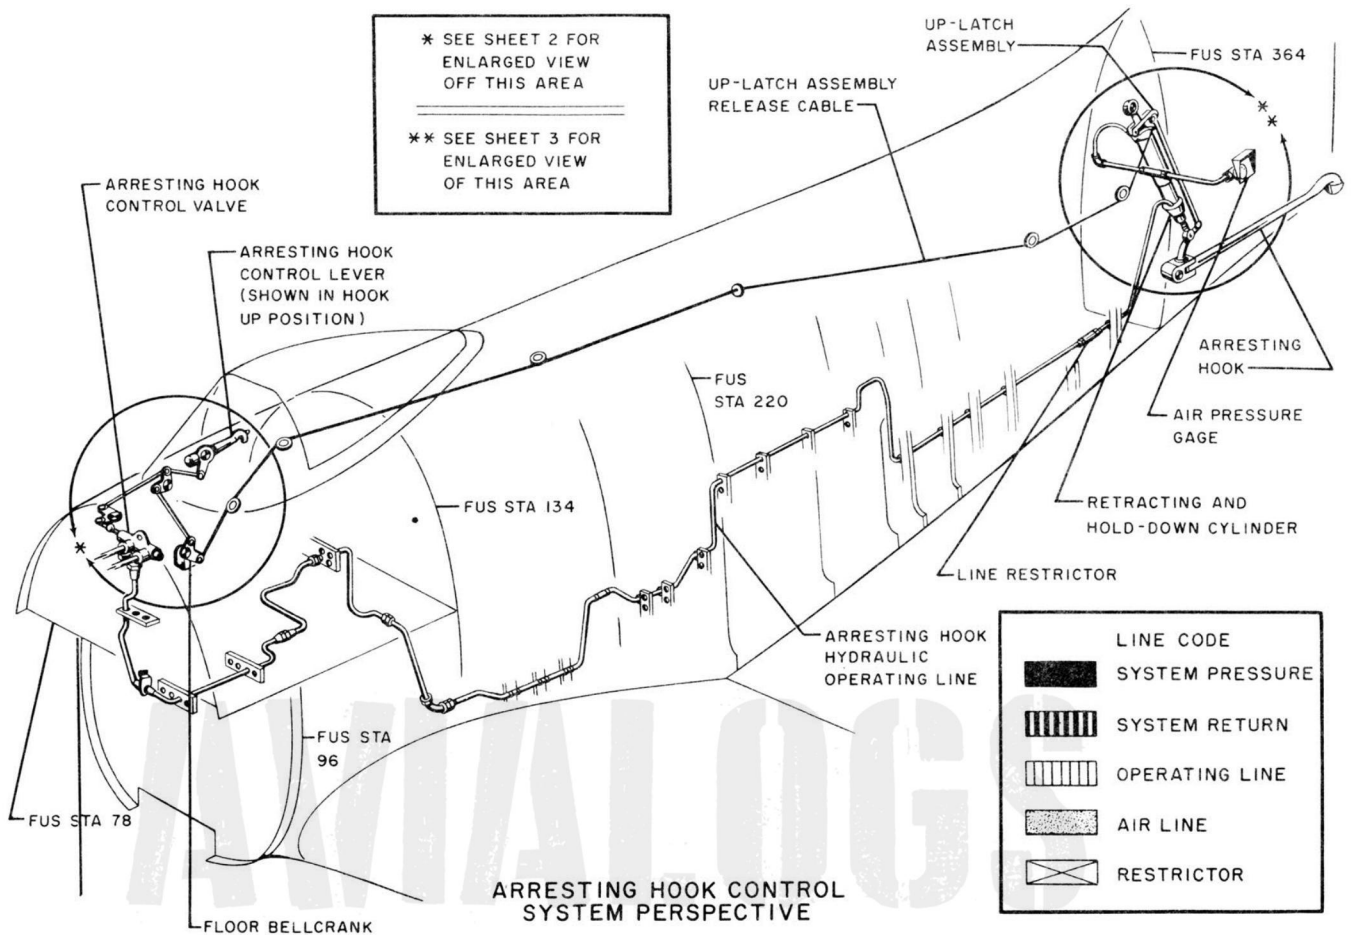 * SEE SHEET 2 FOR
ENLARGED VIEW
OFF THIS AREA
** SEE SHEET 3 FOR
ENLARGED VIEW
OF THIS AREA
UP-LATCH
ASSEMBLY
FUS STA 364
*
*
UP-LATCH ASSEMBLY
RELEASE CABLE
ARRESTING HOOK
CONTROL VALVE
ARRESTING HOOK
CONTROL LEVER
(SHOWN IN HOOK
UP POSITION)
ARRESTING
HOOK
FUS
STA 220
AIR PRESSURE
GAGE
FUS STA 134
RETRACTING AND
HOLD-DOWN CYLINDER
*
LINE RESTRICTOR
ARRESTING HOOK
HYDRAULIC
OPERATING LINE
LINE CODE
SYSTEM PRESSURE
SYSTEM RETURN
OPERATING LINE
AIR LINE
RESTRICTOR
FUS STA
96
FUS STA 78
AVIALOGS
ARRESTING HOOK CONTROL
SYSTEM PERSPECTIVE
FLOOR BELLCRANK